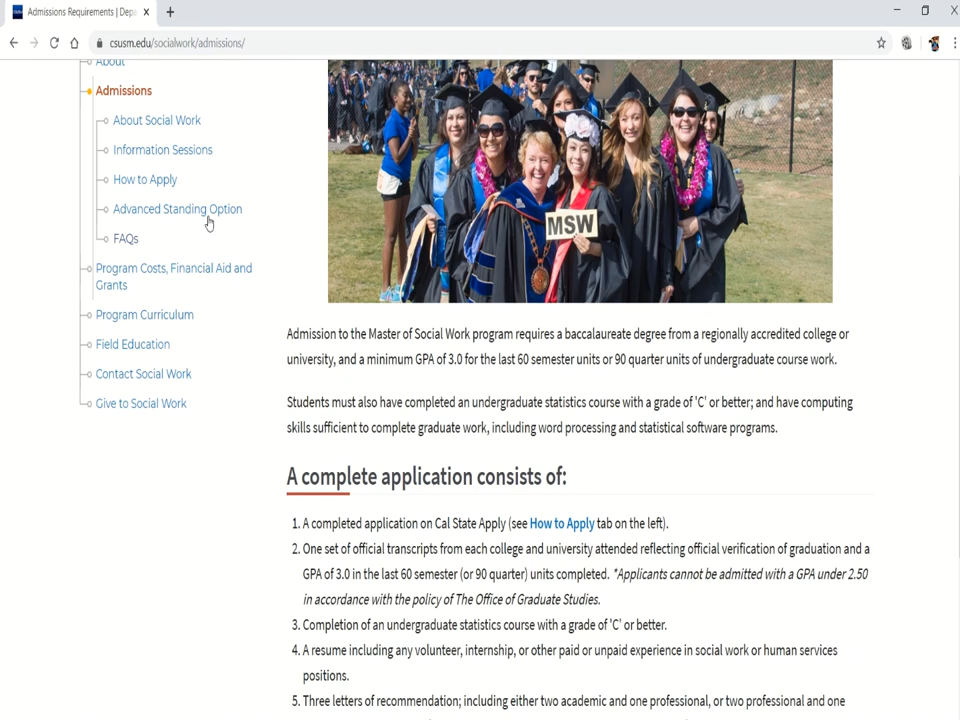 Admissions Requirements | Depa
csusm.edu/socialwork/admissions/
About
Admissions
About Social Work
Information Sessions
How to Apply
Advanced Standing Option
FAQs
Program Costs, Financial Aid and
Grants
Program Curriculum
Field Education
Contact Social Work
Give to Social Work
MSW
Admission to the Master of Social Work program requires a baccalaureate degree from a regionally accredited college or
university, and a minimum GPA of 3.0 for the last 60 semester units or 90 quarter units of undergraduate course work.
Students must also have completed an undergraduate statistics course with a grade of 'C' or better; and have computing
skills sufficient to complete graduate work, including word processing and statistical software programs.
A complete application consists of:
1. A completed application on Cal State Apply (see How to Apply tab on the left).
2. One set of official transcripts from each college and university attended reflecting official verification of graduation and a
GPA of 3.0 in the last 60 semester (or 90 quarter) units completed. *Applicants cannot be admitted with a GPA under 2.50
in accordance with the policy of The Office of Graduate Studies.
3. Completion of an undergraduate statistics course with a grade of 'C' or better.
4. A resume including any volunteer, internship, or other paid or unpaid experience in social work or human services
positions.
5. Three letters of recommendation; including either two academic and one professional, or two professional and one